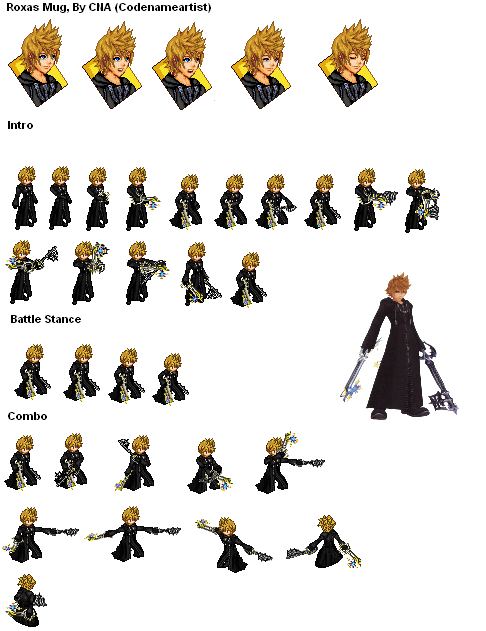 Roxas Mug, By CNA (Codenameartist)
Intro
Battle Stance
Combo